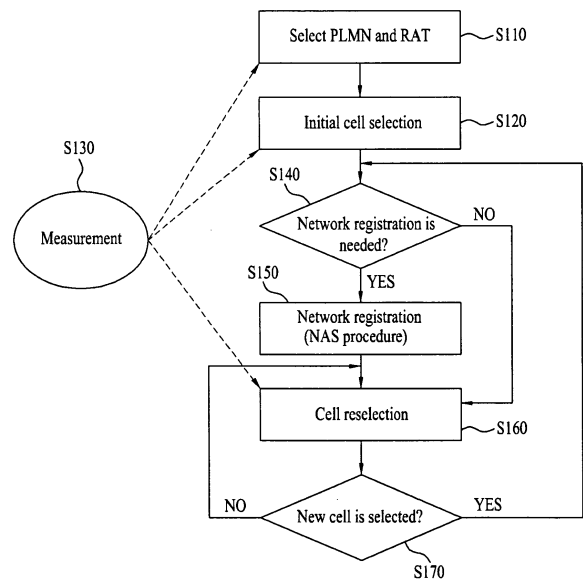 Select PLMN and RAT
S110
Initial cell selection
S120
S130
Measurement
S140
Network registration is
needed?
NO
YES
S150
Network registration
(NAS procedure)
Cell reselection
S160
NO
New cell is selected?
YES
S170